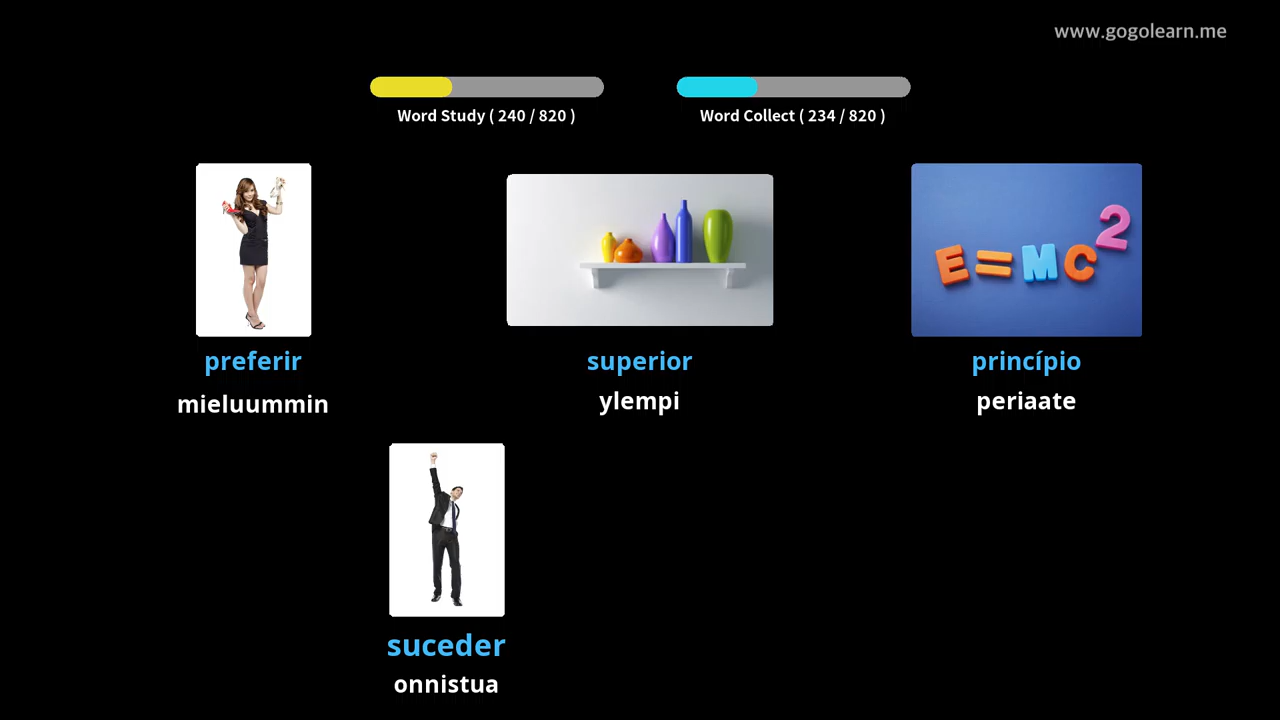 www.gogolearn.me
Word Study ( 240 / 820 )
Word Collect ( 234 / 820 )
E=MC2
preferir
superior
princípio
mieluummin
ylempi
periaate
suceder
onnistua